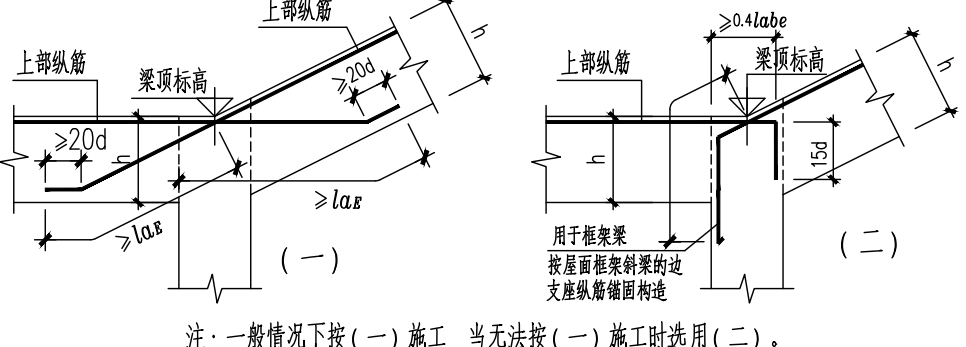 上部纵筋
上部纵筋
梁顶标高
≥20d
≥20d
h
h
≥laE
≥laE
(一)
≥0.4labe
上部纵筋
梁顶标高
h
h
15d
用于框架梁
按屋面框架斜梁的边
支座纵筋锚固构造
(二)
注·一般情况下按(一)施工 当无法按(一)施工时选用(二)。